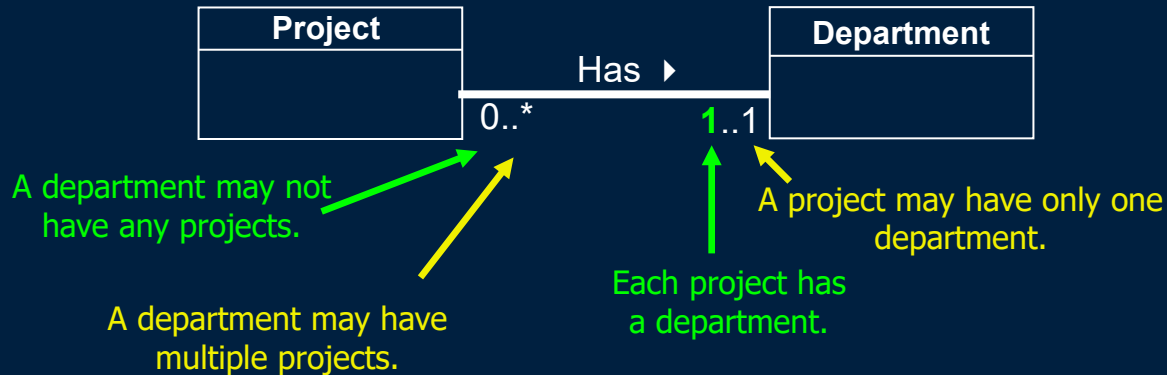 Project
Department
Has
0..*
1..1
A department may not
have any projects.
A project may have only one
department.
Each project has
a department.
A department may have
multiple projects.